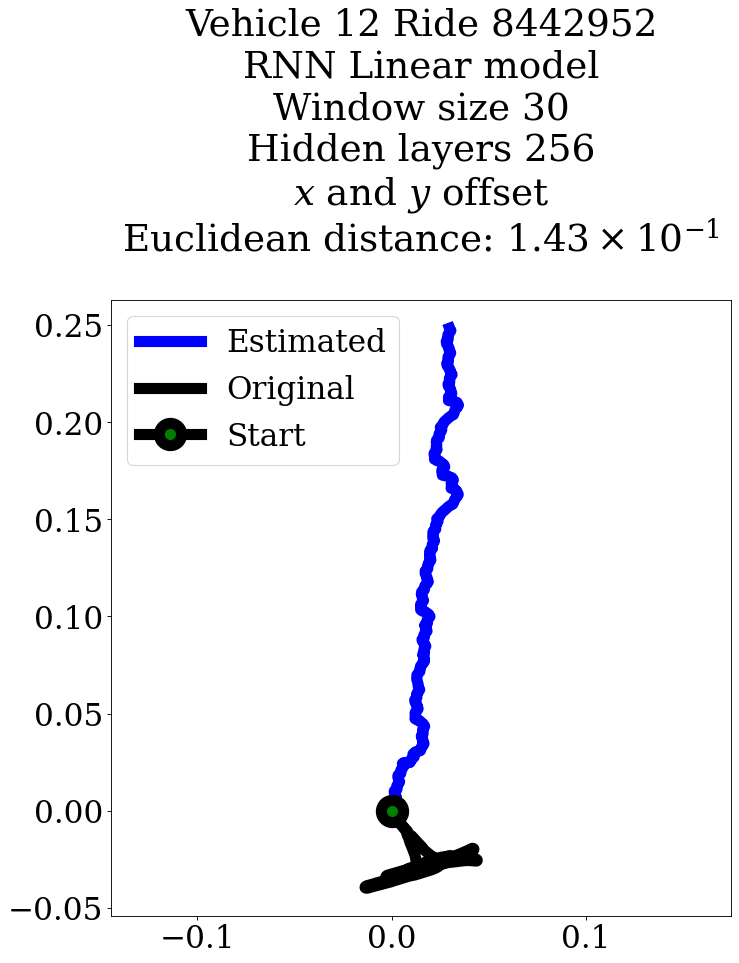 Vehicle 12 Ride 8442952
RNN Linear model
Window size 30
Hidden layers 256
x and y offset
Euclidean distance: 1.43 × 10⁻¹
Estimated
Original
Start
0.25
0.20
0.15
0.10
0.05
0.00
−0.05
−0.1 0.0 0.1